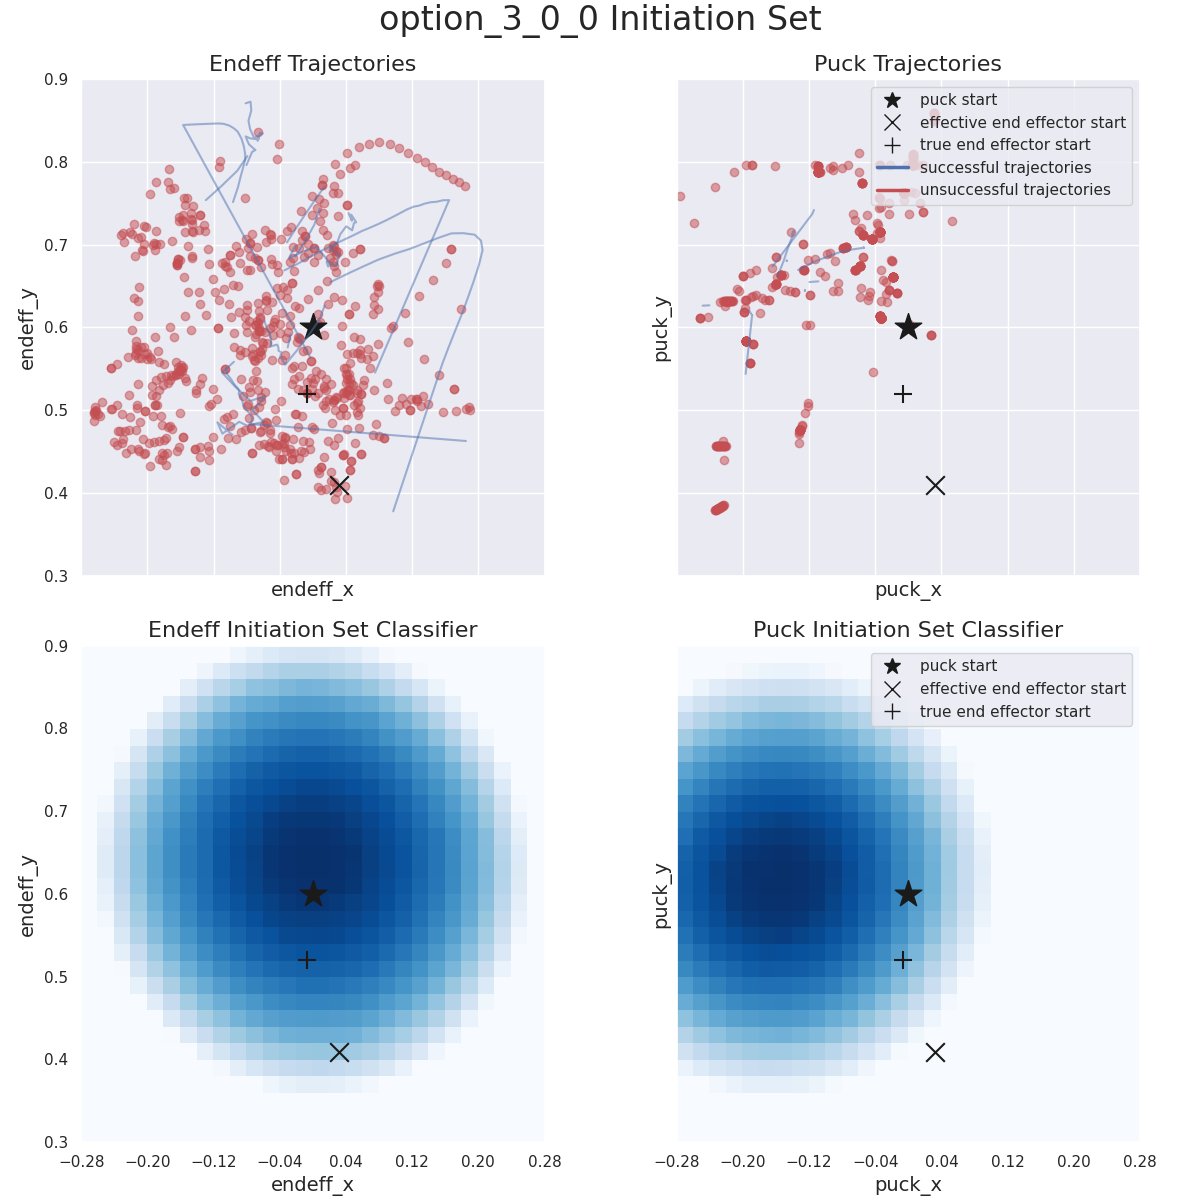 option_3_0_0 Initiation Set
Endeff Trajectories
Puck Trajectories
0.9
0.8
0.7
0.6
0.5
0.4
0.3
endeff_y
endeff_x
puck_y
puck_x
puck start
effective end effector start
true end effector start
successful trajectories
unsuccessful trajectories
Endeff Initiation Set Classifier
Puck Initiation Set Classifier
0.9
0.8
0.7
0.6
0.5
0.4
0.3
endeff_y
puck_y
puck start
effective end effector start
true end effector start
−0.28 −0.20 −0.12 −0.04 0.04 0.12 0.20 0.28
endeff_x
−0.28 −0.20 −0.12 −0.04 0.04 0.12 0.20 0.28
puck_x